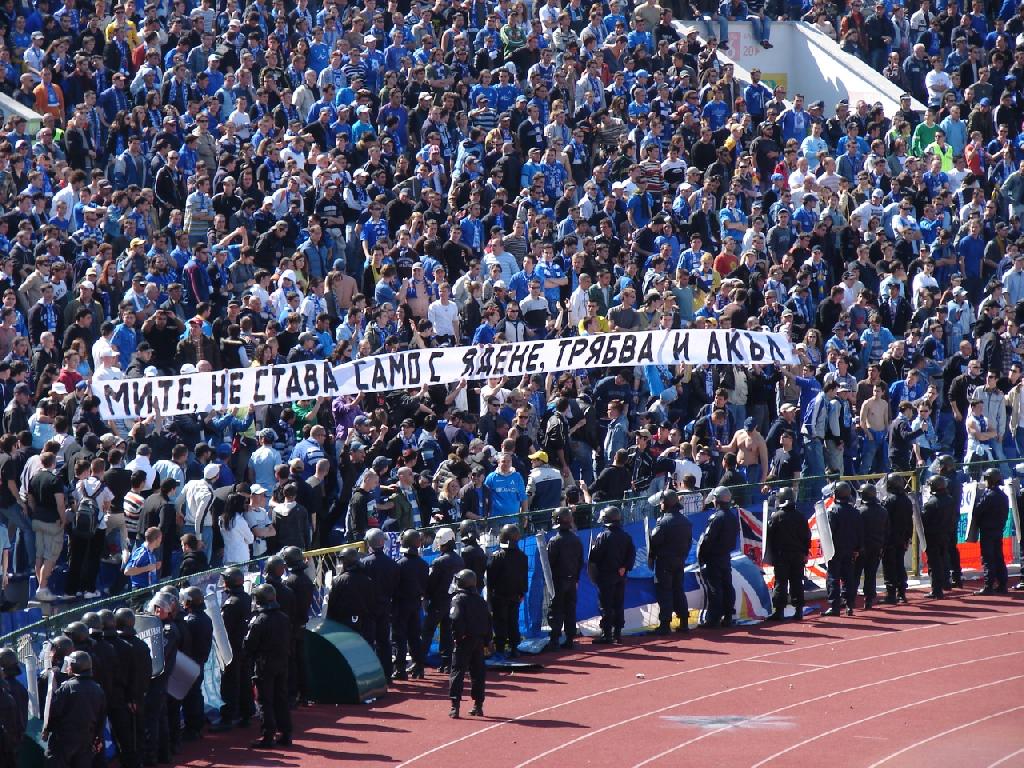 МИТЕ, НЕ СТАВА САМО С ЯДЕНЕ, ТРЯБВА И АКЪЛ